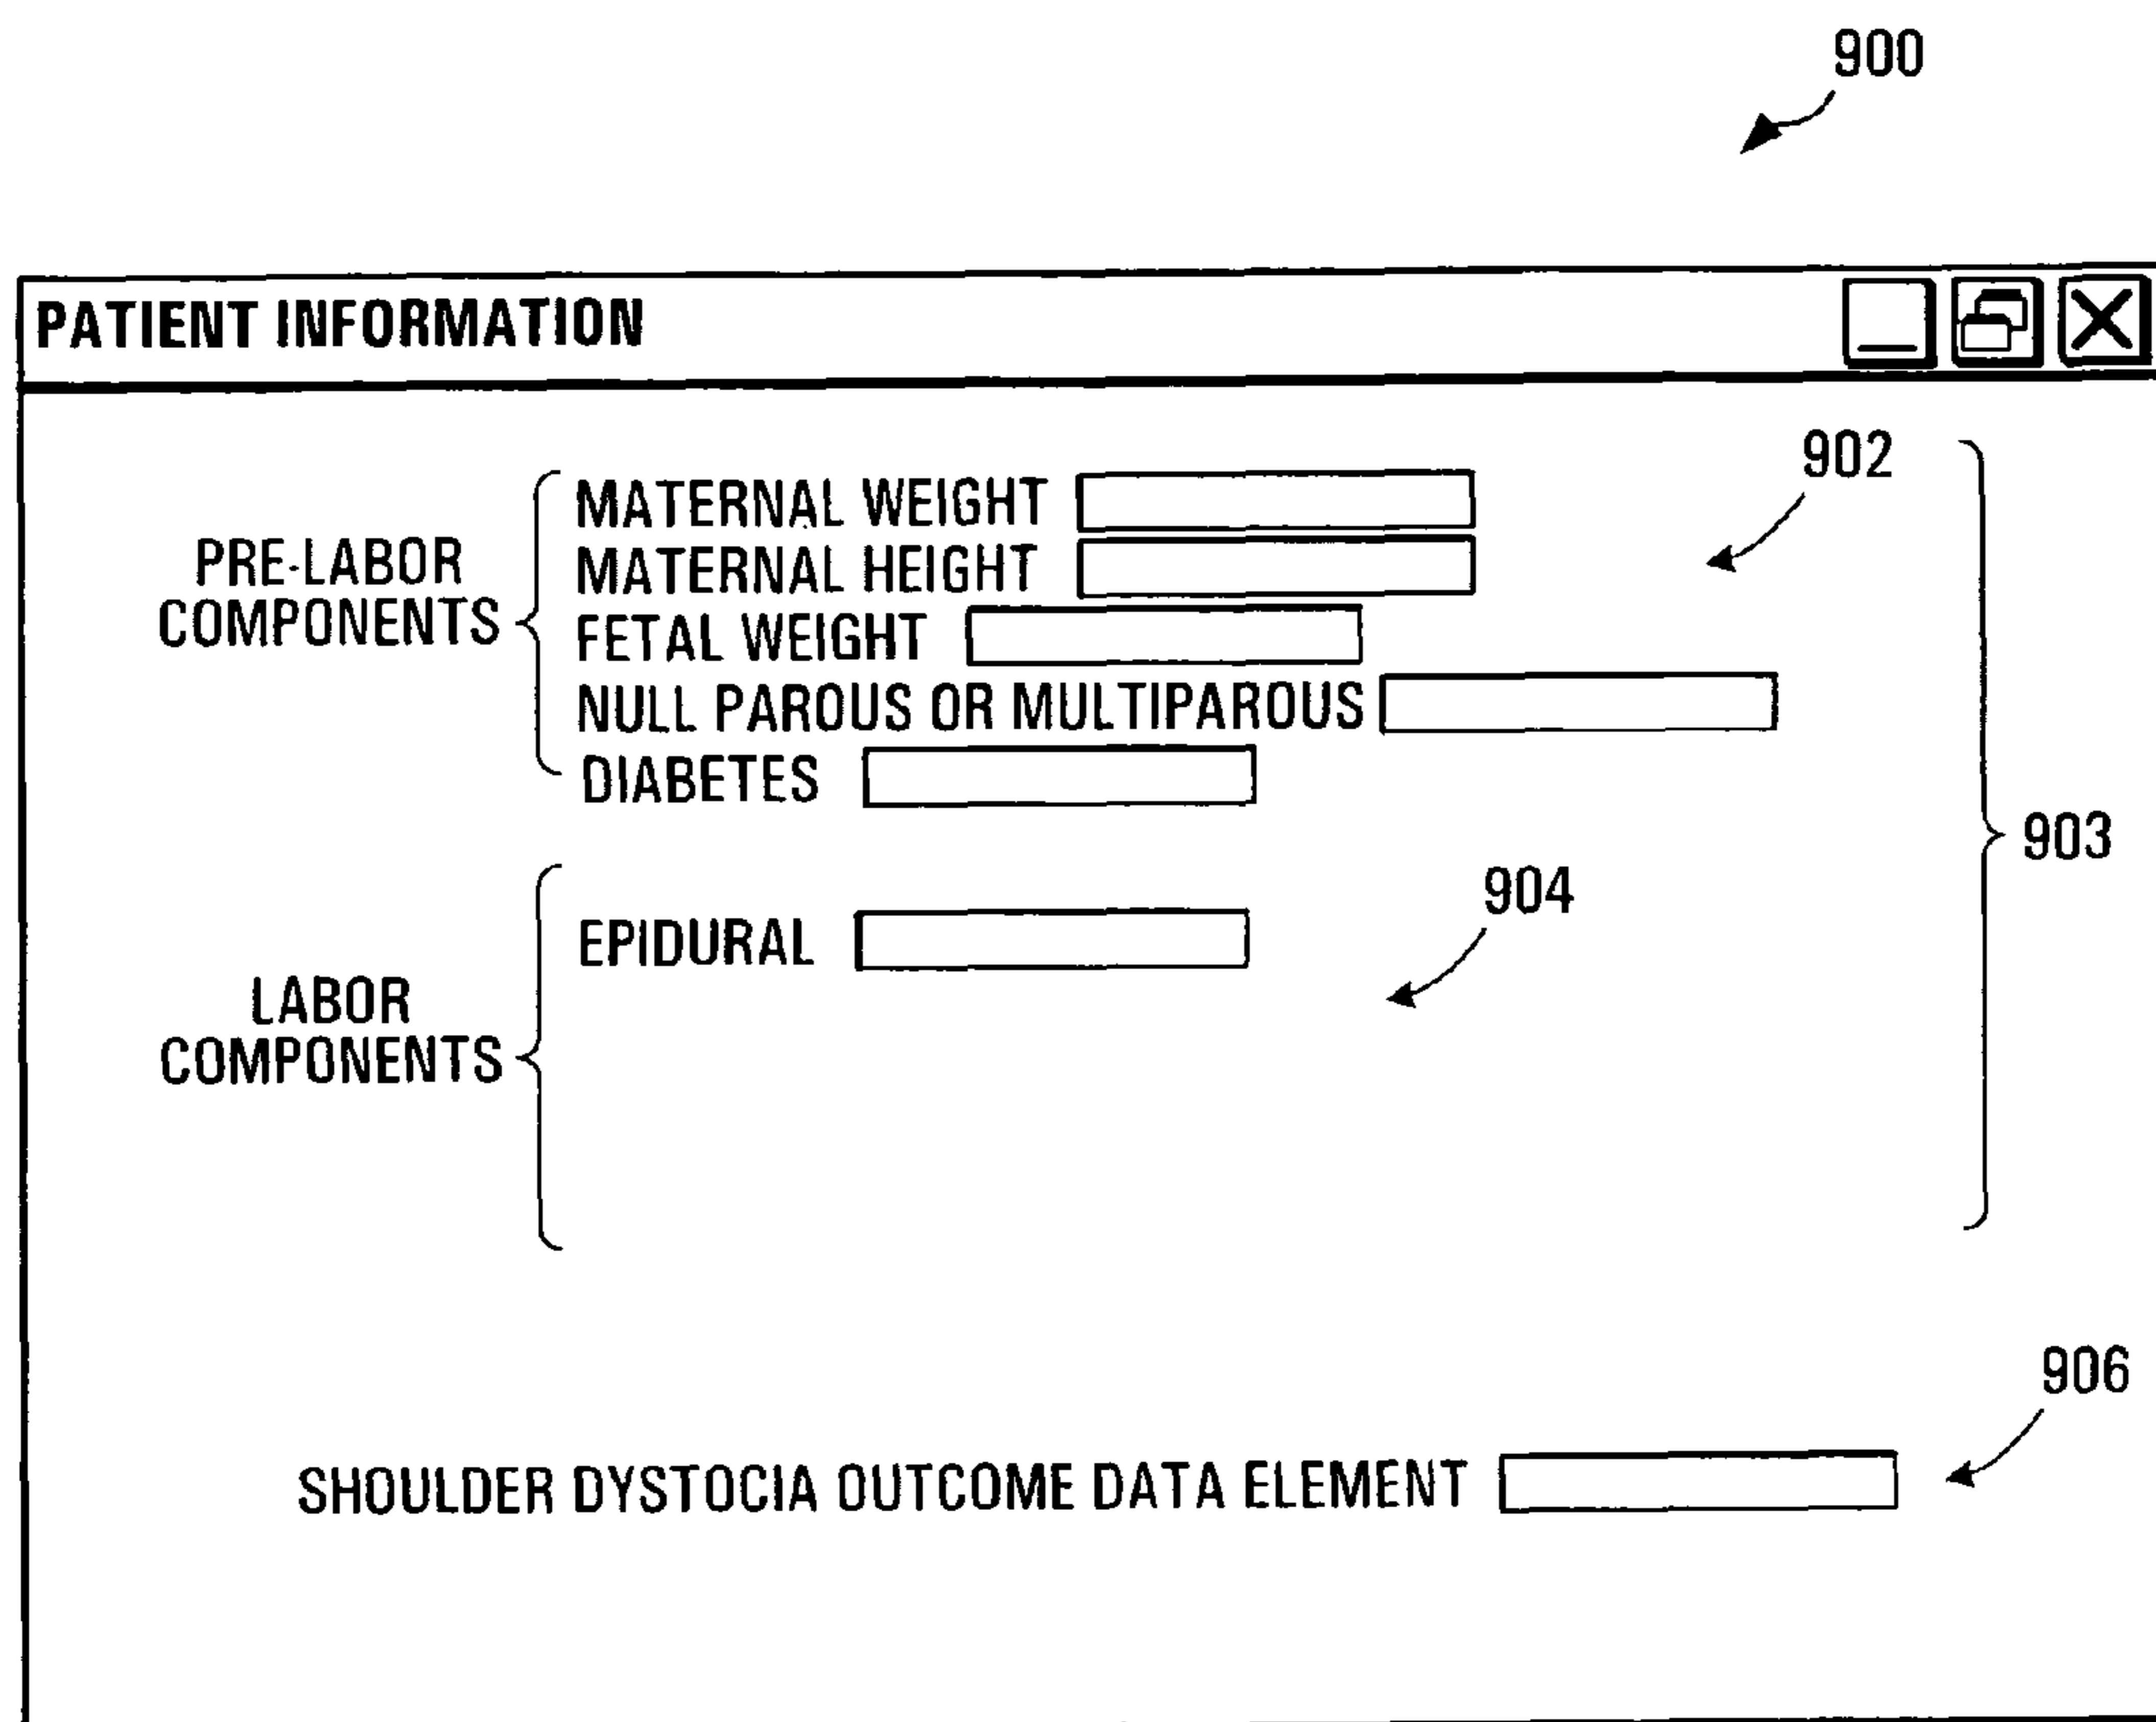 900
PATIENT INFORMATION
902
MATERNAL WEIGHT
PRE-LABOR
COMPONENTS
MATERNAL HEIGHT
FETAL WEIGHT
NULL PAROUS OR MULTIPAROUS
DIABETES
903
904
EPIDURAL
LABOR
COMPONENTS
906
SHOULDER DYSTOCIA OUTCOME DATA ELEMENT